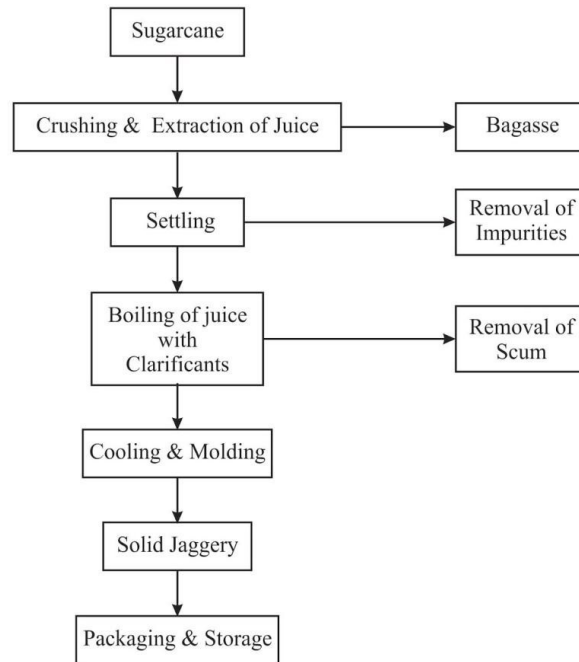 Sugarcane
Crushing & Extraction of Juice
Bagasse
Settling
Removal of
Impurities
Boiling of juice
with
Clarificants
Removal of
Scum
Cooling & Molding
Solid Jaggery
Packaging & Storage